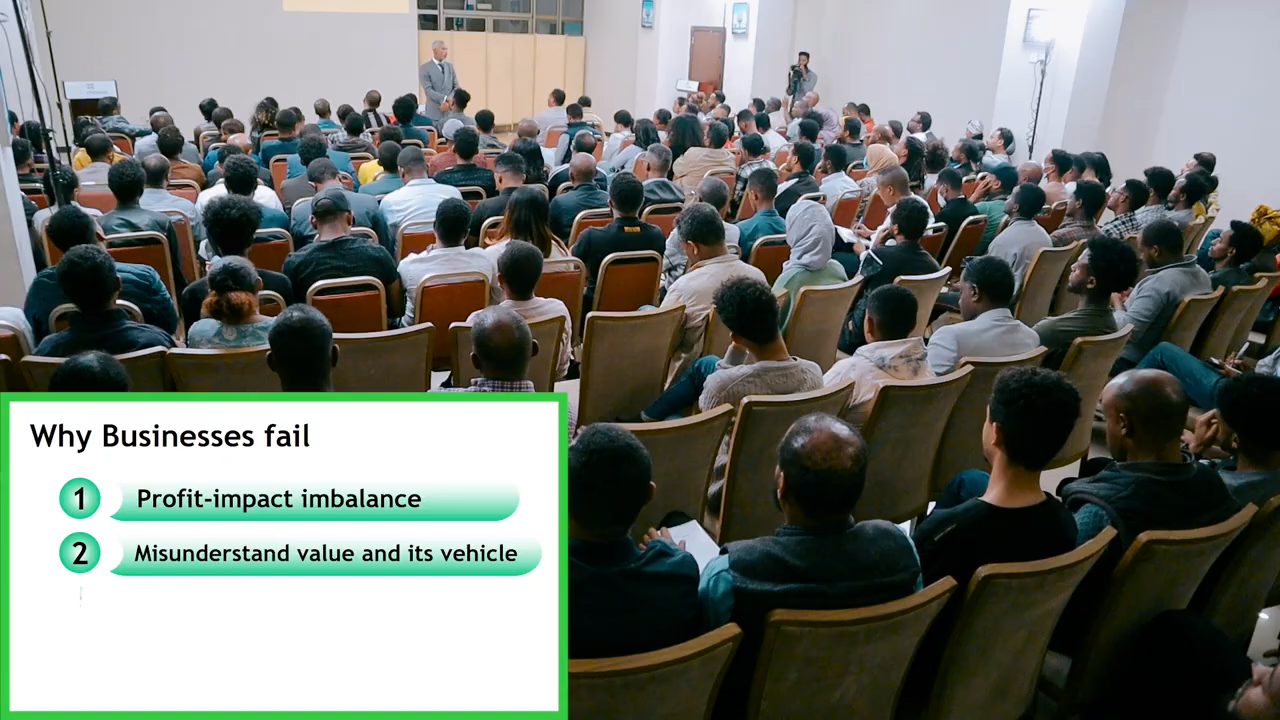 Why Businesses fail
1 Profit-impact imbalance
2 Misunderstand value and its vehicle